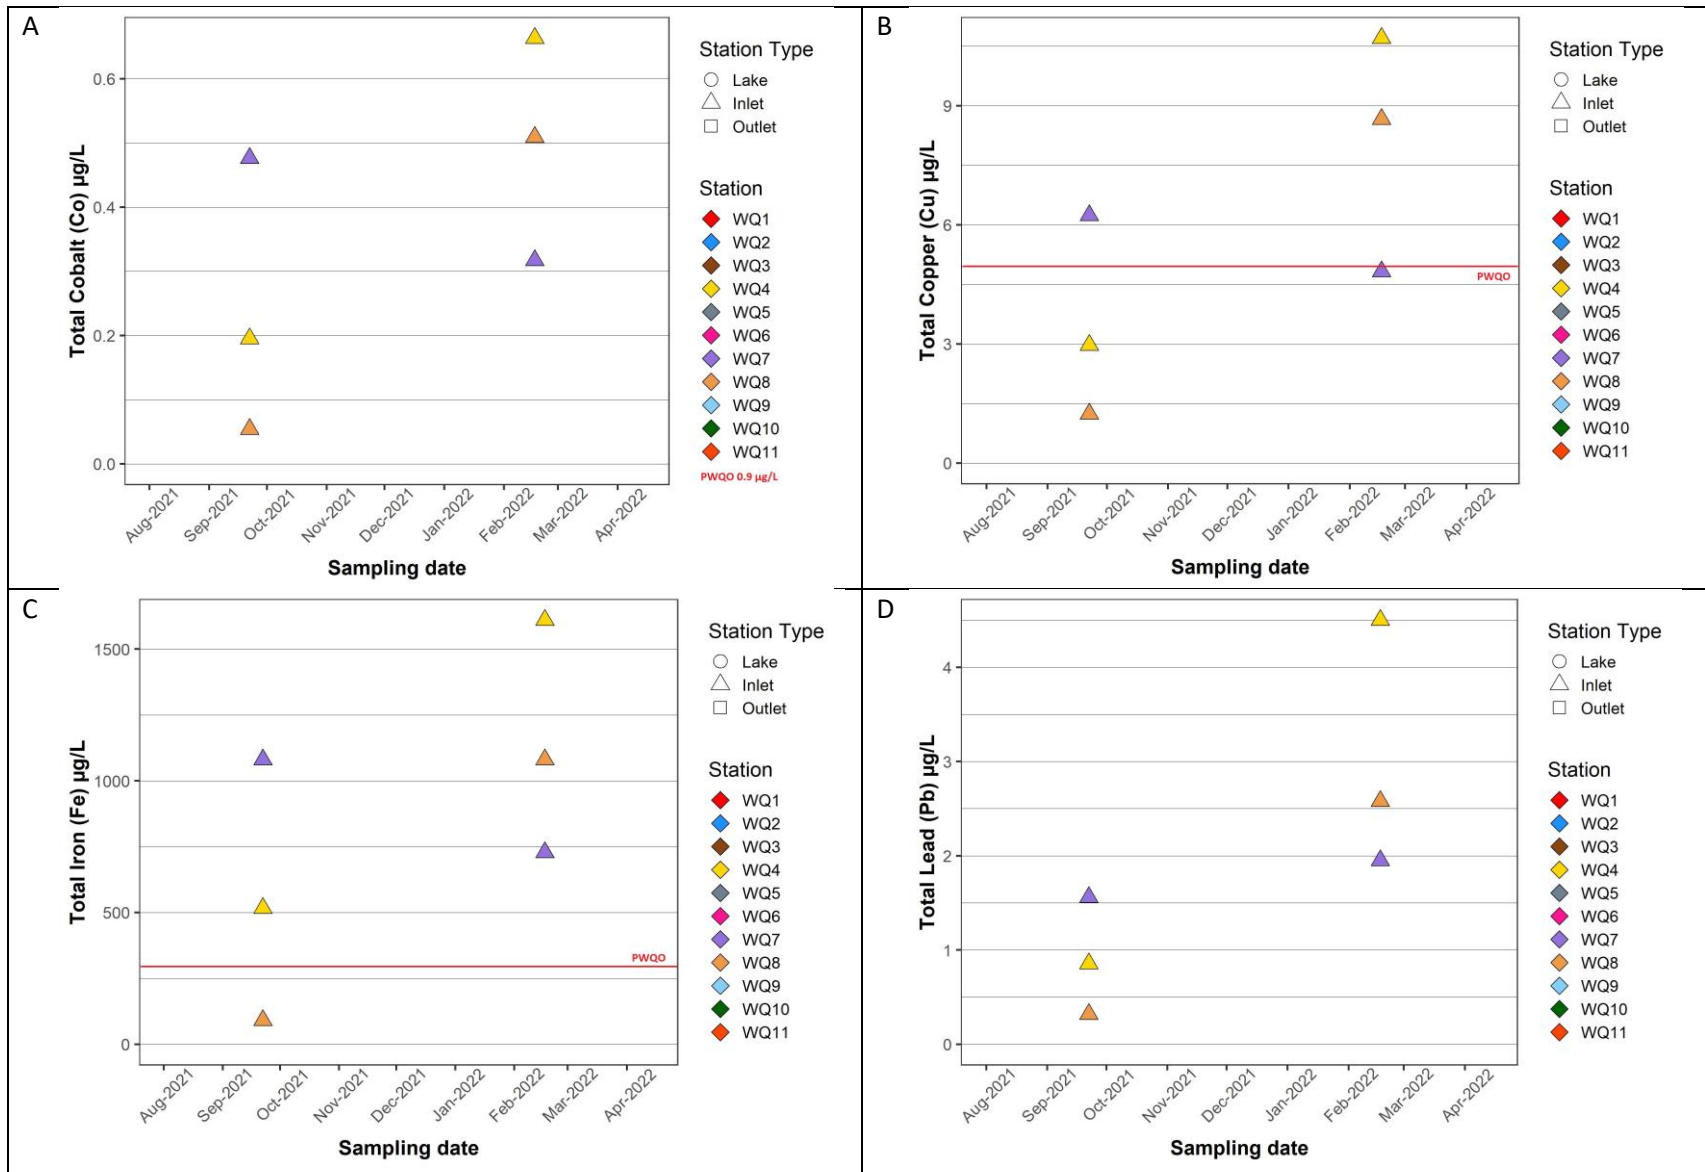 A
Total Cobalt (Co) µg/L
0.6
0.4
0.2
0.0
Aug-2021
Sep-2021
Oct-2021
Nov-2021
Dec-2021
Jan-2022
Feb-2022
Mar-2022
Apr-2022
Sampling date
Station Type
Lake
Inlet
Outlet
Station
WQ1
WQ2
WQ3
WQ4
WQ5
WQ6
WQ7
WQ8
WQ9
WQ10
WQ11
PWQO 0.9 µg/L
B
Total Copper (Cu) µg/L
9
6
3
0
PWQO
Aug-2021
Sep-2021
Oct-2021
Nov-2021
Dec-2021
Jan-2022
Feb-2022
Mar-2022
Apr-2022
Sampling date
Station Type
Lake
Inlet
Outlet
Station
WQ1
WQ2
WQ3
WQ4
WQ5
WQ6
WQ7
WQ8
WQ9
WQ10
WQ11
C
Total Iron (Fe) µg/L
1500
1000
500
0
PWQO
Aug-2021
Sep-2021
Oct-2021
Nov-2021
Dec-2021
Jan-2022
Feb-2022
Mar-2022
Apr-2022
Sampling date
Station Type
Lake
Inlet
Outlet
Station
WQ1
WQ2
WQ3
WQ4
WQ5
WQ6
WQ7
WQ8
WQ9
WQ10
WQ11
D
Total Lead (Pb) µg/L
4
3
2
1
0
Aug-2021
Sep-2021
Oct-2021
Nov-2021
Dec-2021
Jan-2022
Feb-2022
Mar-2022
Apr-2022
Sampling date
Station Type
Lake
Inlet
Outlet
Station
WQ1
WQ2
WQ3
WQ4
WQ5
WQ6
WQ7
WQ8
WQ9
WQ10
WQ11